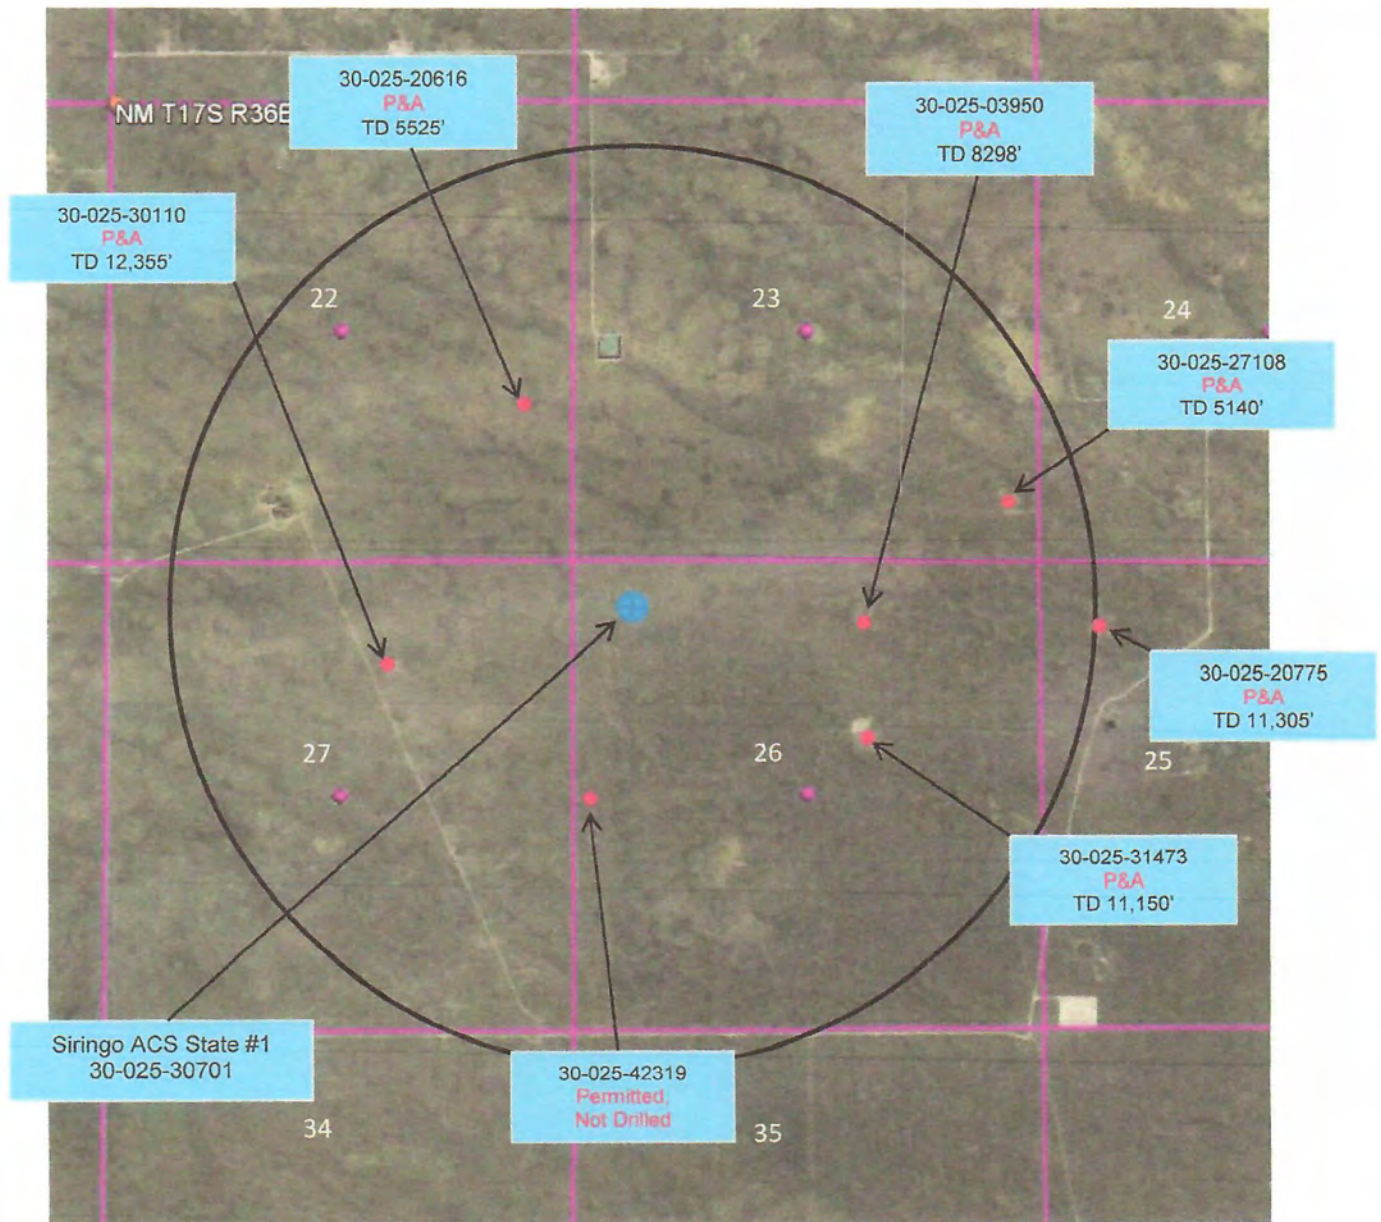 30-025-20616
P&A
TD 5525'
30-025-03950
P&A
TD 8298'
NM T17S R36E
30-025-30110
P&A
TD 12,355'
22
23
24
30-025-27108
P&A
TD 5140'
30-025-20775
P&A
TD 11,305'
27
26
25
30-025-31473
P&A
TD 11,150'
Siringo ACS State #1
30-025-30701
30-025-42319
Permitted,
Not Drilled
34
35